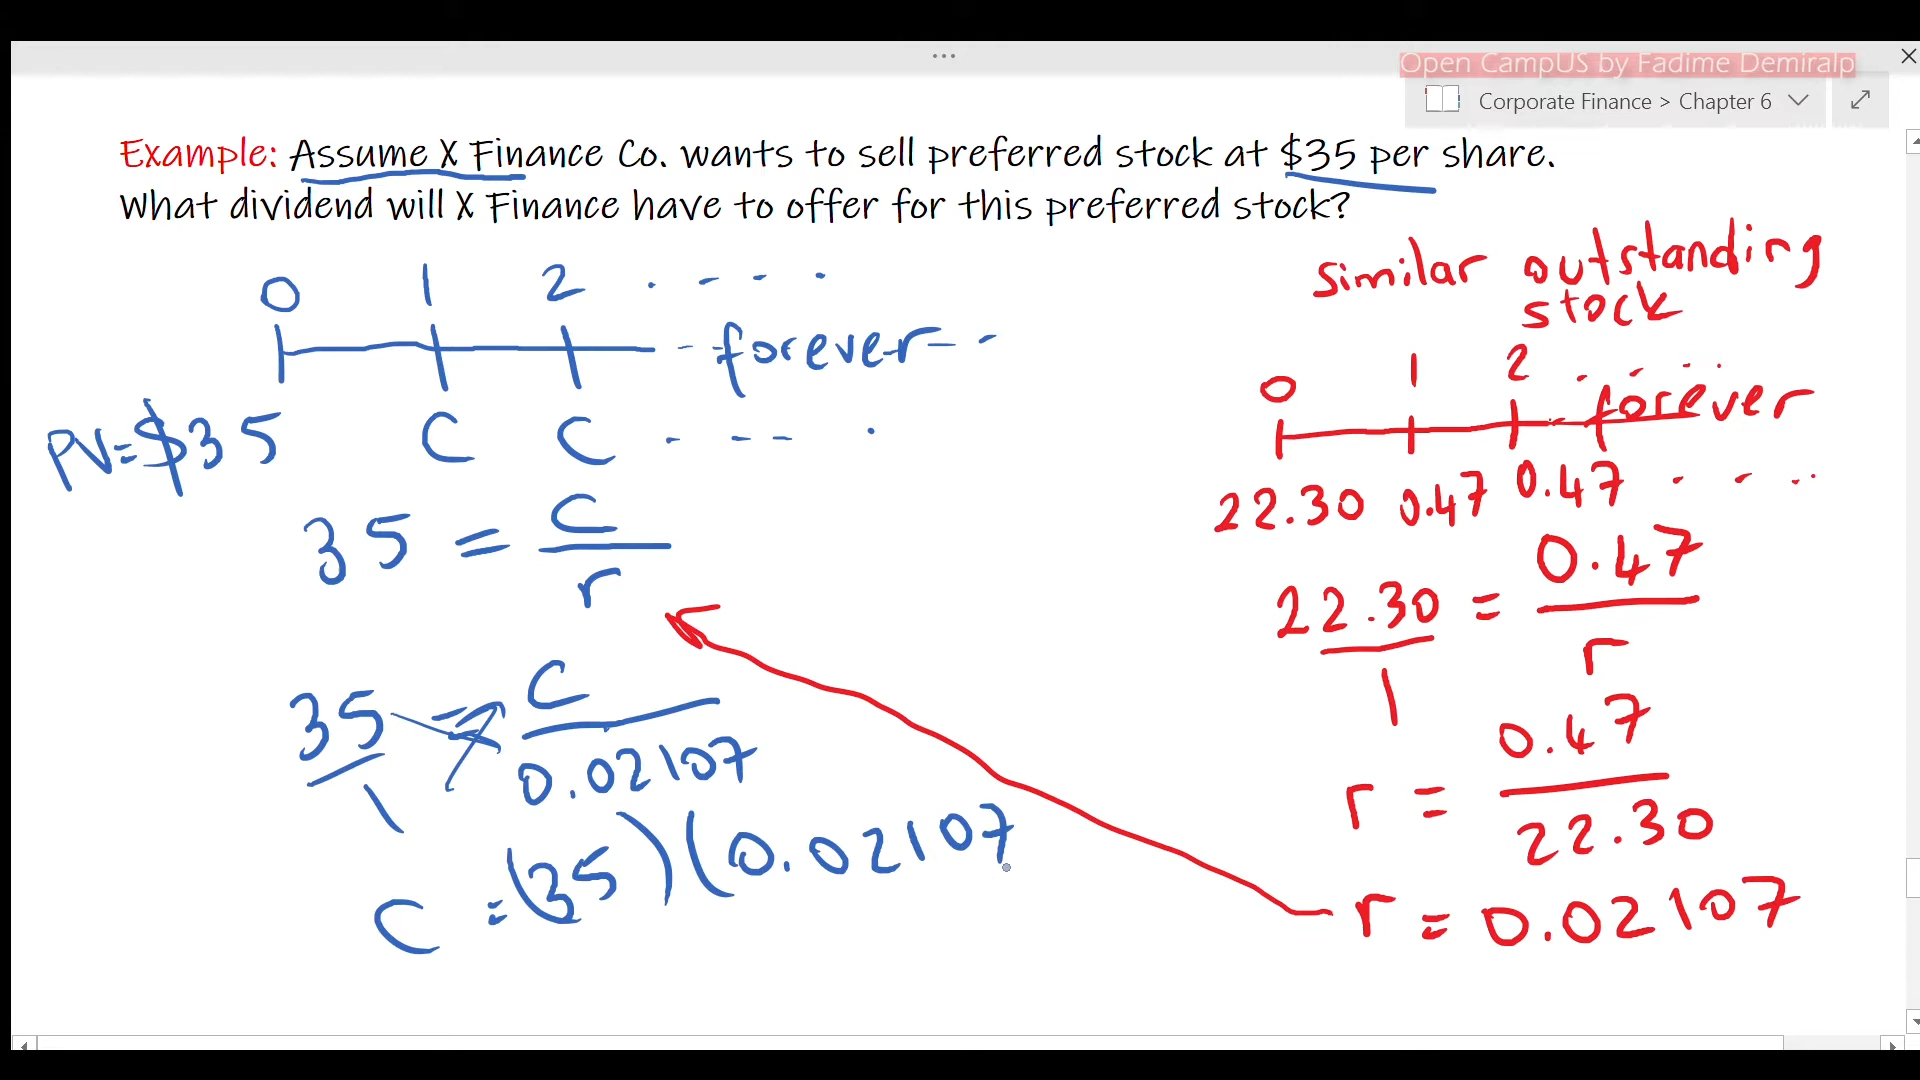 Open CampUS by Fadime Demiralp
Corporate Finance > Chapter 6
Example: Assume X Finance Co. wants to sell preferred stock at $35 per share.
What dividend will X Finance have to offer for this preferred stock?
0 1 2 . - - - .
- forever - -
PV=$35 C C - - - - .
35 = C / r
35 / 1 = C / 0.02107
C = (35) (0.02107
similar outstanding
stock
0 1 2 . . . .
forever
22.30 0.47 0.47 . . . .
22.30 / 1 = 0.47 / r
r = 0.47 / 22.30
r = 0.02107